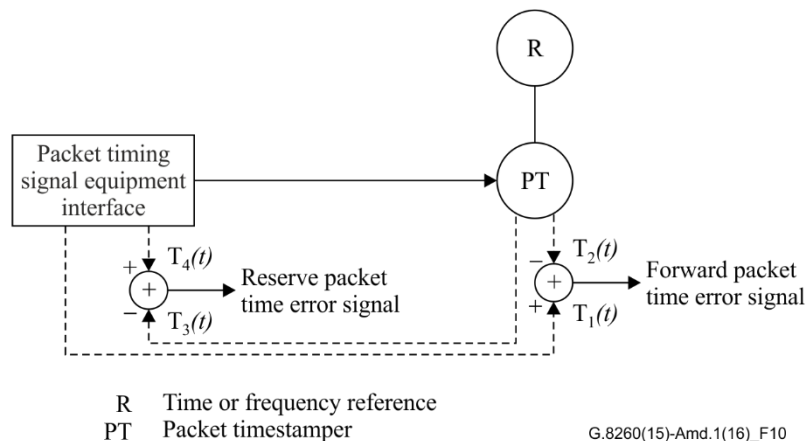 R
Packet timing
signal equipment
interface
PT
+
T4(t)
+
−
T3(t)
Reserve packet
time error signal
−
T2(t)
+
+
T1(t)
Forward packet
time error signal
R Time or frequency reference
PT Packet timestamper
G.8260(15)-Amd.1(16)_F10